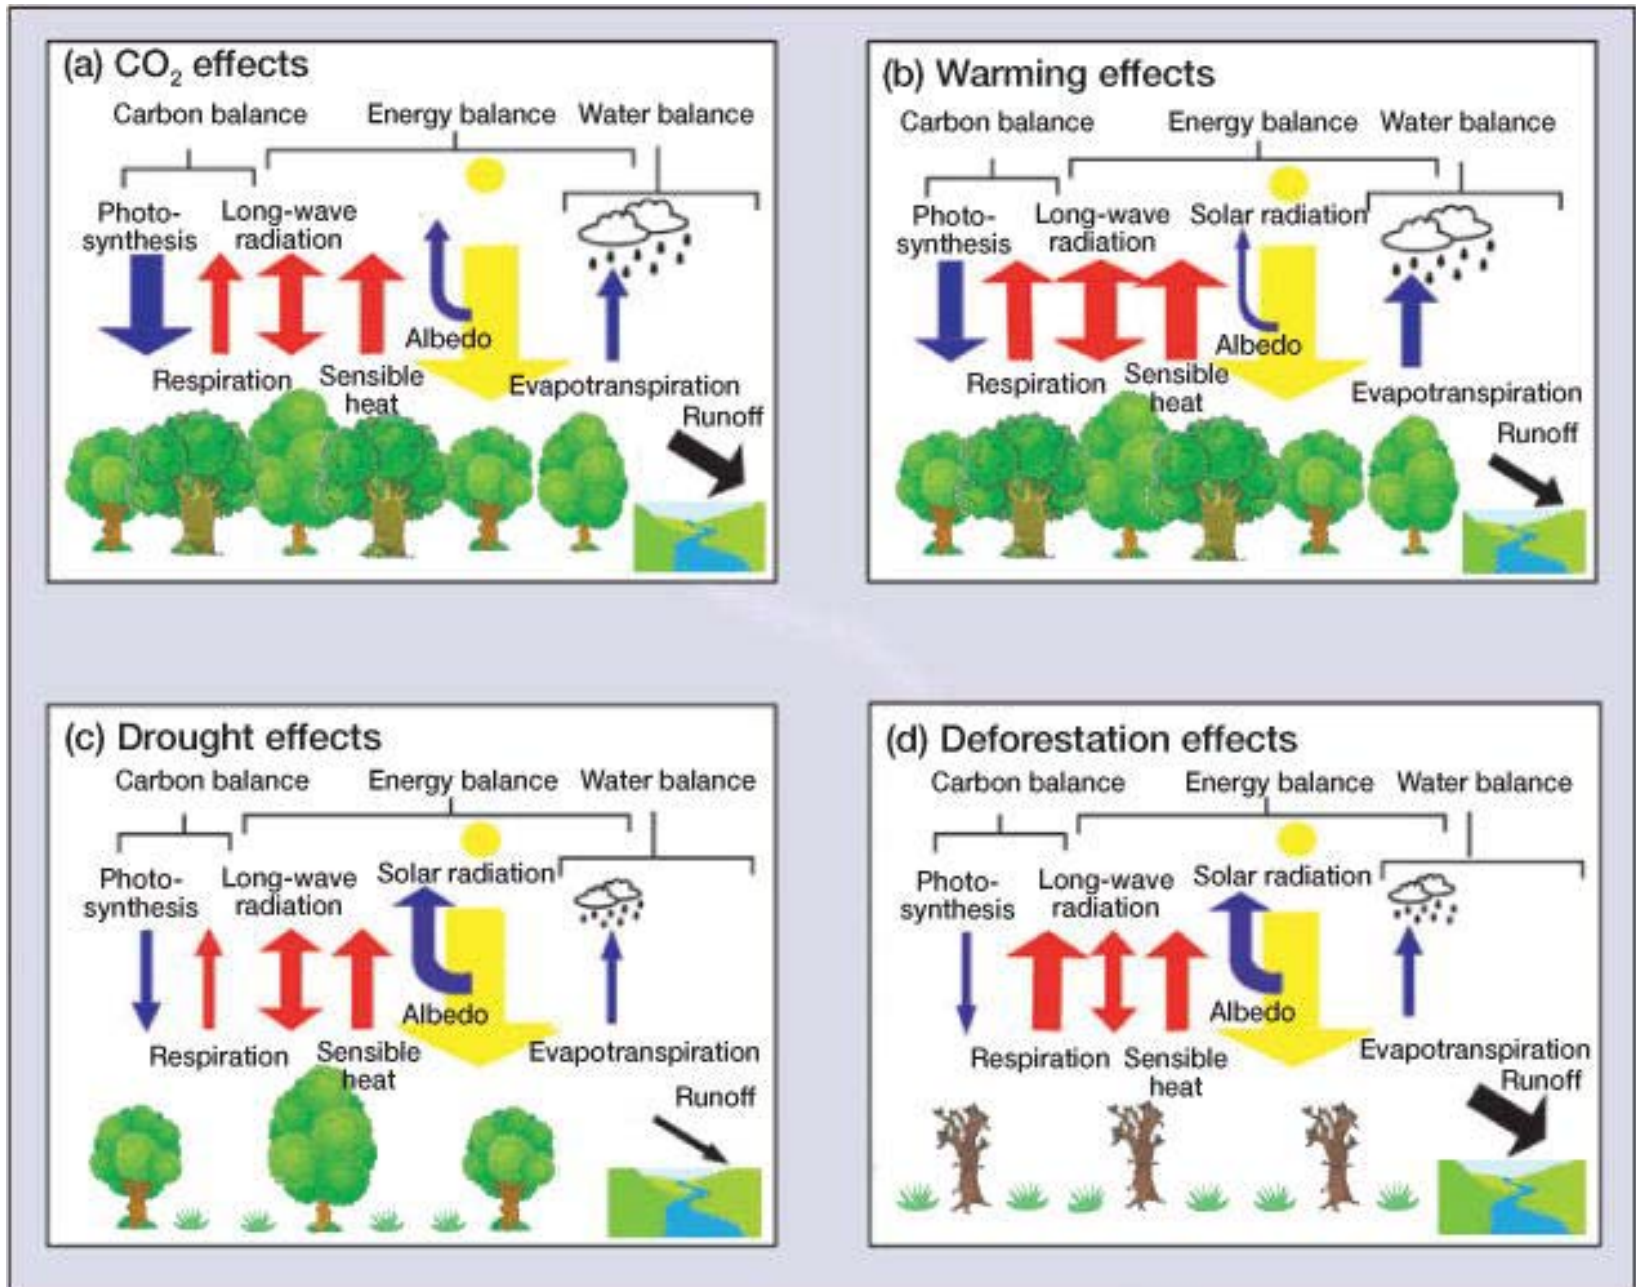 (a) CO₂ effects
Carbon balance Energy balance Water balance
Photo-
synthesis
Long-wave
radiation
Albedo
Respiration
Sensible
heat
Evapotranspiration
Runoff
(b) Warming effects
Carbon balance Energy balance Water balance
Photo-
synthesis
Long-wave
radiation
Solar radiation
Albedo
Respiration
Sensible
heat
Evapotranspiration
Runoff
(c) Drought effects
Carbon balance Energy balance Water balance
Photo-
synthesis
Long-wave
radiation
Solar radiation
Albedo
Respiration
Sensible
heat
Evapotranspiration
Runoff
(d) Deforestation effects
Carbon balance Energy balance Water balance
Photo-
synthesis
Long-wave
radiation
Solar radiation
Albedo
Respiration
Sensible
heat
Evapotranspiration
Runoff